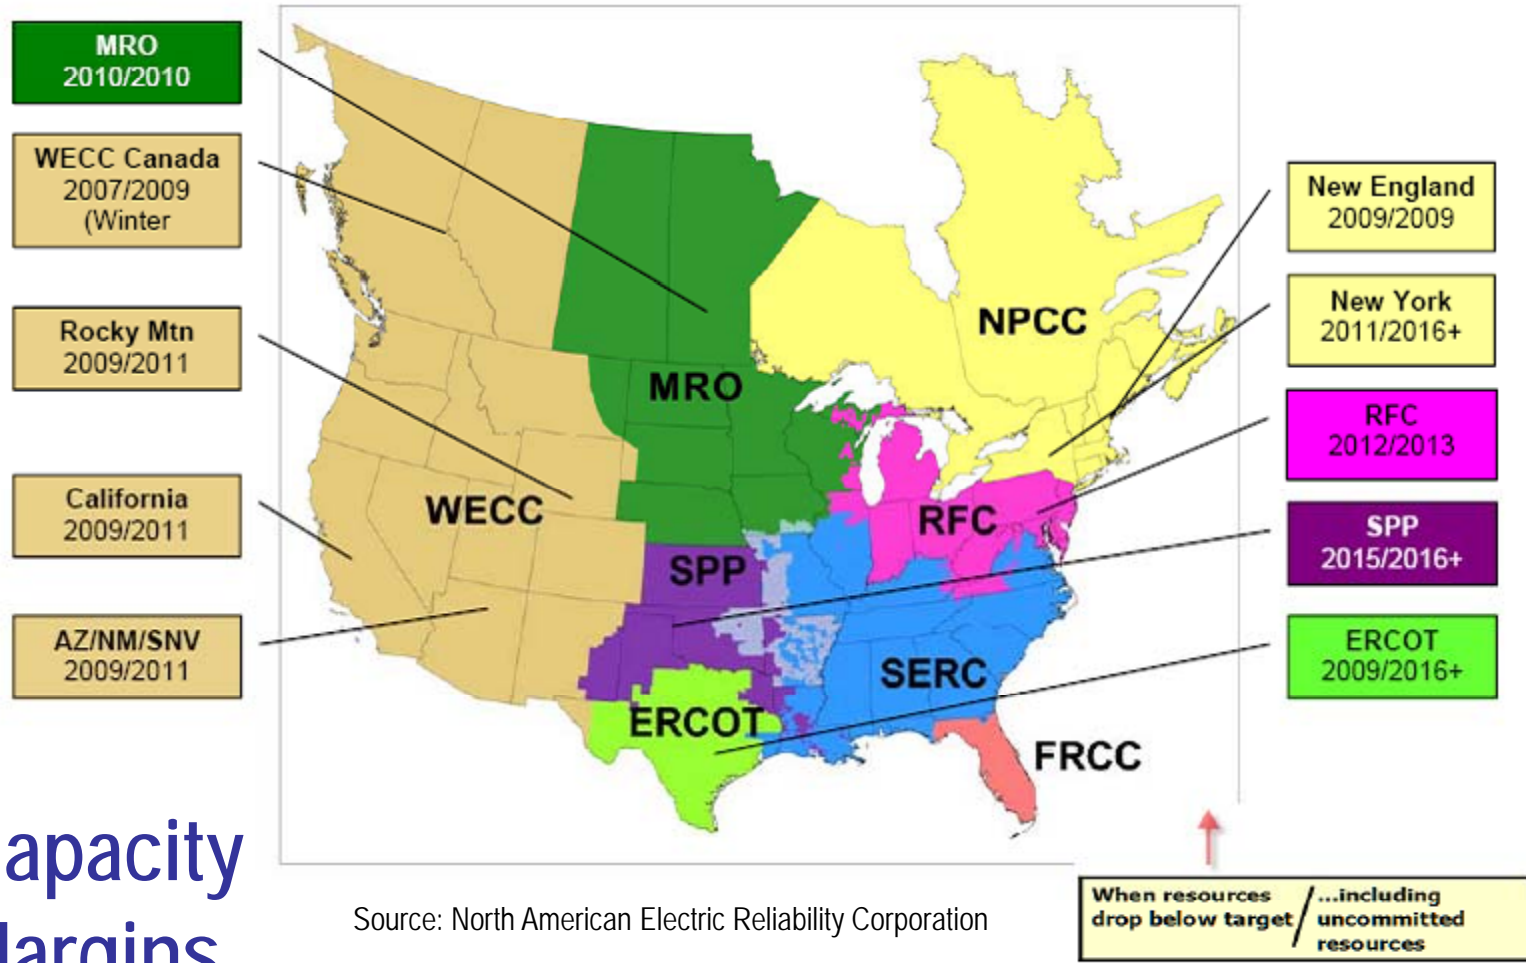 MRO
2010/2010
WECC Canada
2007/2009
(Winter
Rocky Mtn
2009/2011
California
2009/2011
AZ/NM/SNV
2009/2011
NPCC
MRO
WECC
RFC
SPP
SERC
ERCOT
FRCC
New England
2009/2009
New York
2011/2016+
RFC
2012/2013
SPP
2015/2016+
ERCOT
2009/2016+
apacity
largins
Source: North American Electric Reliability Corporation
When resources
drop below target
/
...including
uncommitted
resources